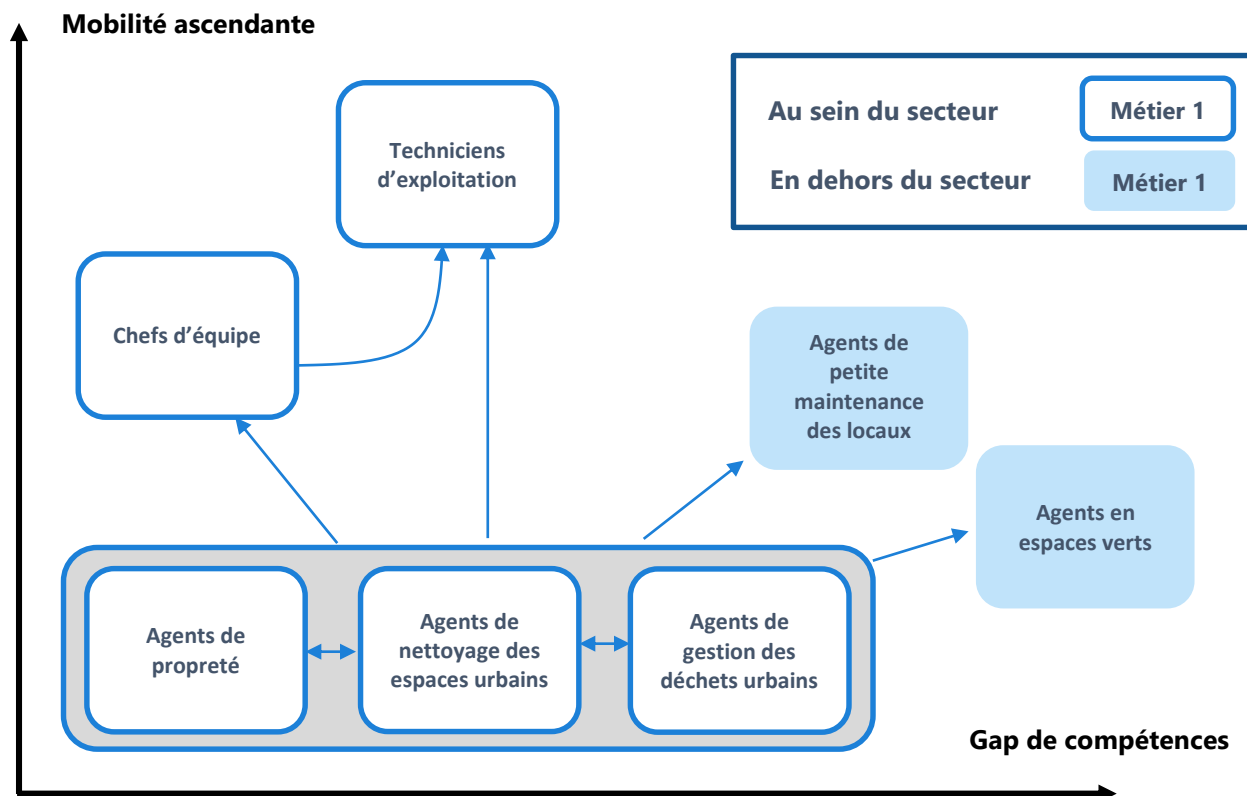 Mobilité ascendante
Au sein du secteur
Métier 1
En dehors du secteur
Métier 1
Techniciens
d’exploitation
Chefs d’équipe
Agents de
petite
maintenance
des locaux
Agents en
espaces verts
Agents de
propreté
Agents de
nettoyage des
espaces urbains
Agents de
gestion des
déchets urbains
Gap de compétences